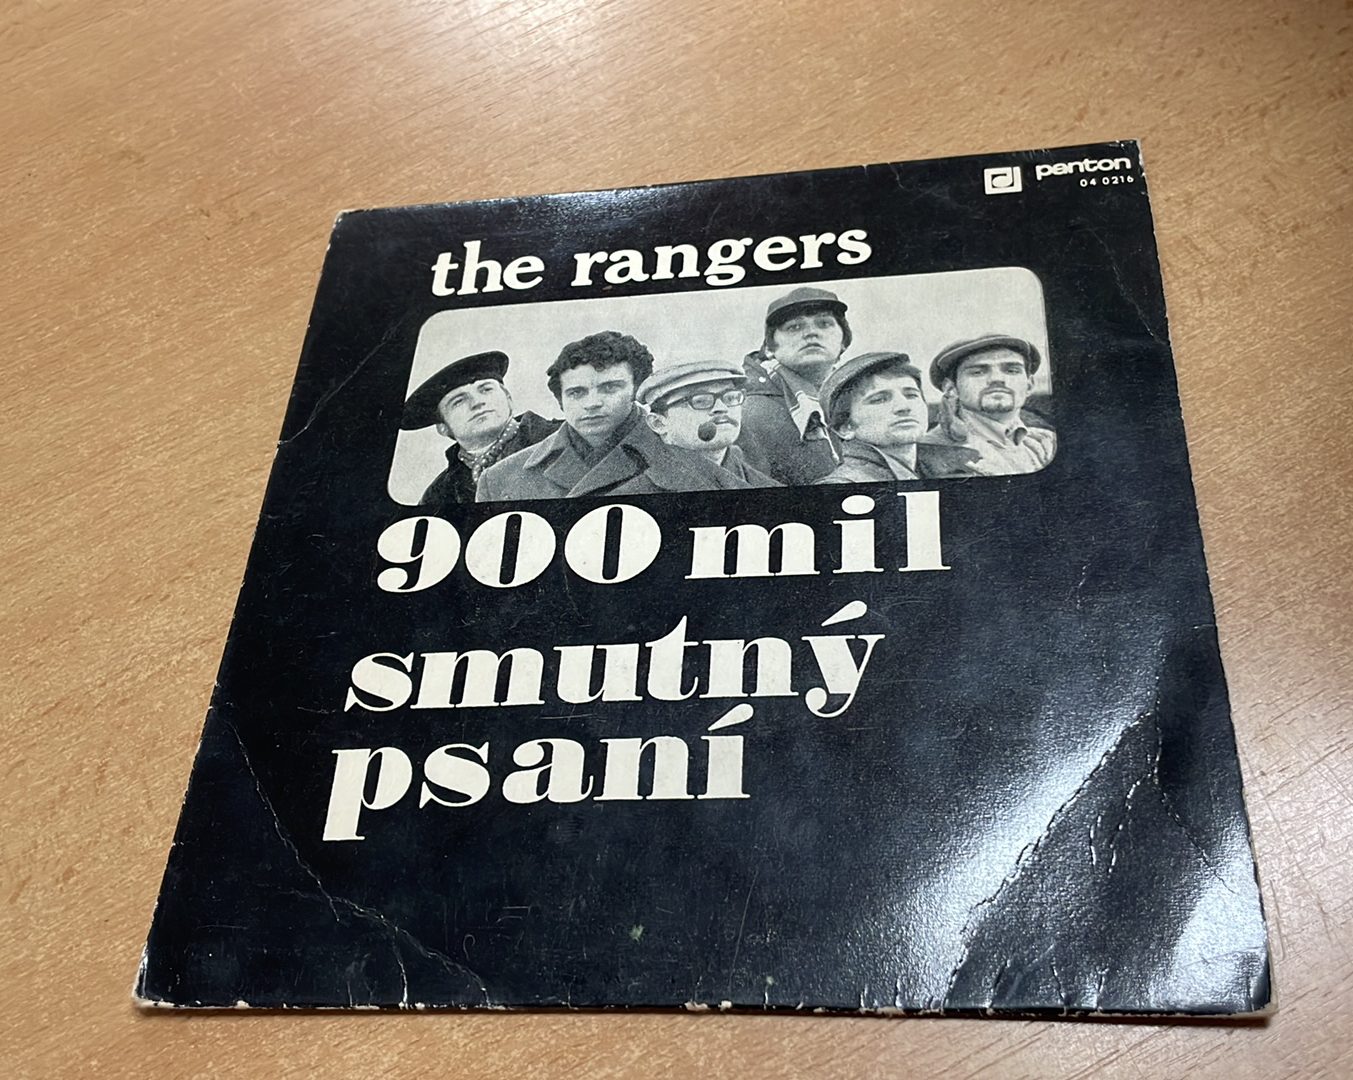 panton
04 0216
the rangers
900 mil
smutný
psaní